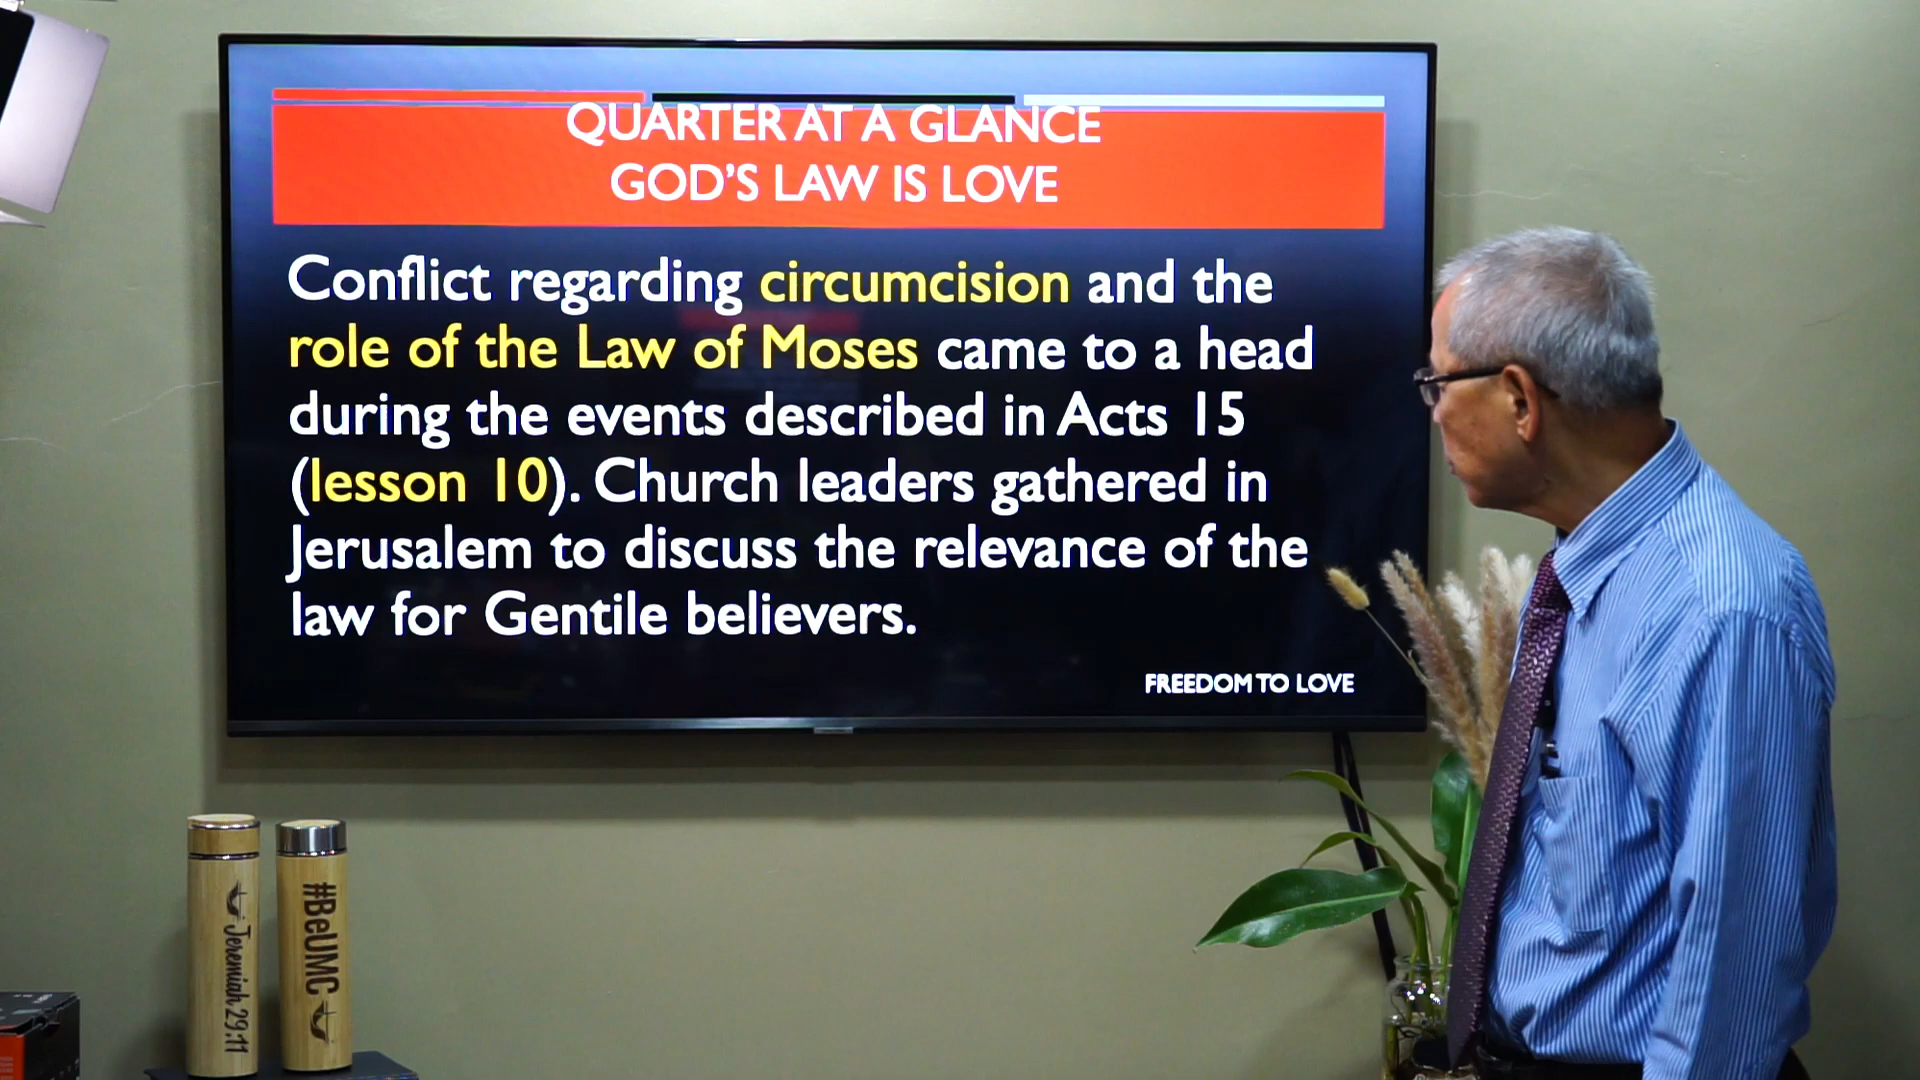 QUARTER AT A GLANCE
GOD'S LAW IS LOVE
Conflict regarding circumcision and the
role of the Law of Moses came to a head
during the events described in Acts 15
(lesson 10). Church leaders gathered in
Jerusalem to discuss the relevance of the
law for Gentile believers.
FREEDOM TO LOVE
Jeremiah 29:11
#BeUMC